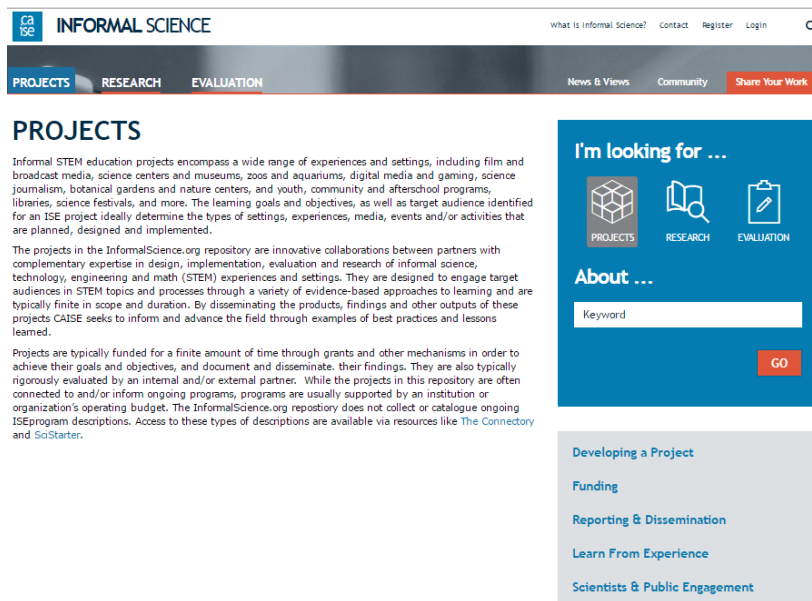 ca
ise
INFORMAL SCIENCE
What is Informal Science? Contact Register Login
PROJECTS RESEARCH EVALUATION
News & Views Community Share Your Work
PROJECTS
Informal STEM education projects encompass a wide range of experiences and settings, including film and
broadcast media, science centers and museums, zoos and aquariums, digital media and gaming, science
journalism, botanical gardens and nature centers, and youth, community and afterschool programs,
libraries, science festivals, and more. The learning goals and objectives, as well as target audience identified
for an ISE project ideally determine the types of settings, experiences, media, events and/or activities that
are planned, designed and implemented.
The projects in the InformalScience.org repository are innovative collaborations between partners with
complementary expertise in design, implementation, evaluation and research of informal science,
technology, engineering and math (STEM) experiences and settings. They are designed to engage target
audiences in STEM topics and processes through a variety of evidence-based approaches to learning and are
typically finite in scope and duration. By disseminating the products, findings and other outputs of these
projects CAISE seeks to inform and advance the field through examples of best practices and lessons
learned.
Projects are typically funded for a finite amount of time through grants and other mechanisms in order to
achieve their goals and objectives, and document and disseminate. their findings. They are also typically
rigorously evaluated by an internal and/or external partner. While the projects in this repository are often
connected to and/or inform ongoing programs, programs are usually supported by an institution or
organization's operating budget. The InformalScience.org repostiory does not collect or catalogue ongoing
ISEprogram descriptions. Access to these types of descriptions are available via resources like The Connectory
and SciStarter.
I'm looking for ...
PROJECTS RESEARCH EVALUATION
About ...
Keyword
GO
Developing a Project
Funding
Reporting & Dissemination
Learn From Experience
Scientists & Public Engagement